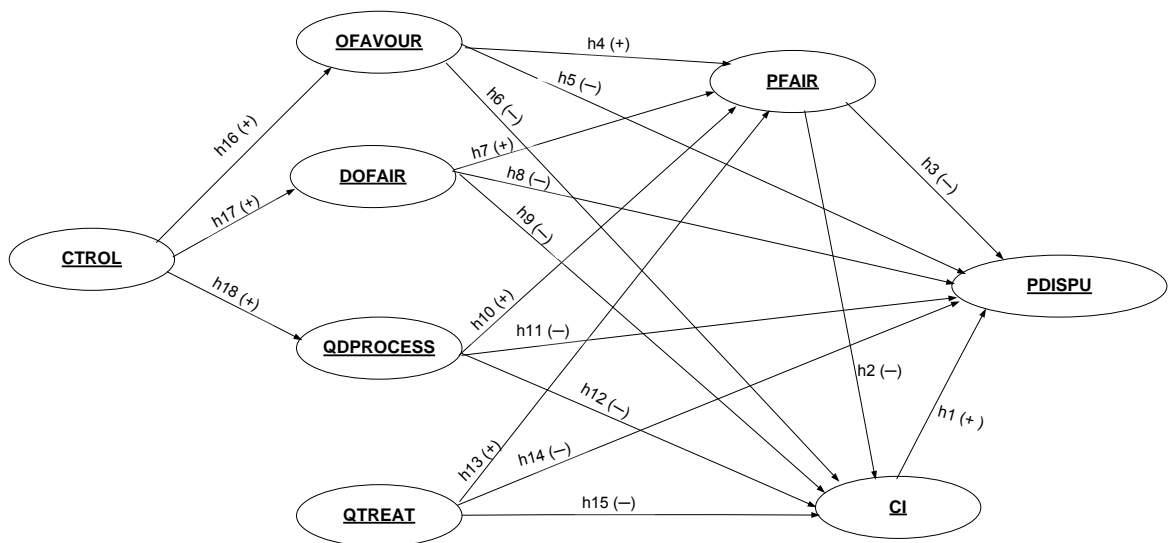 OFAVOUR
h4 (+)
PFAIR
h5 (–)
h6 (–)
h16 (+)
h7 (+)
DOFAIR
h8 (–)
h3 (–)
h17 (+)
h9 (–)
CTROL
h18 (+)
PDISPU
h10 (+)
h11 (–)
QDPROCESS
h2 (–)
h12 (–)
h1 (+ )
h13 (+)
h14 (–)
h15 (–)
QTREAT
CI